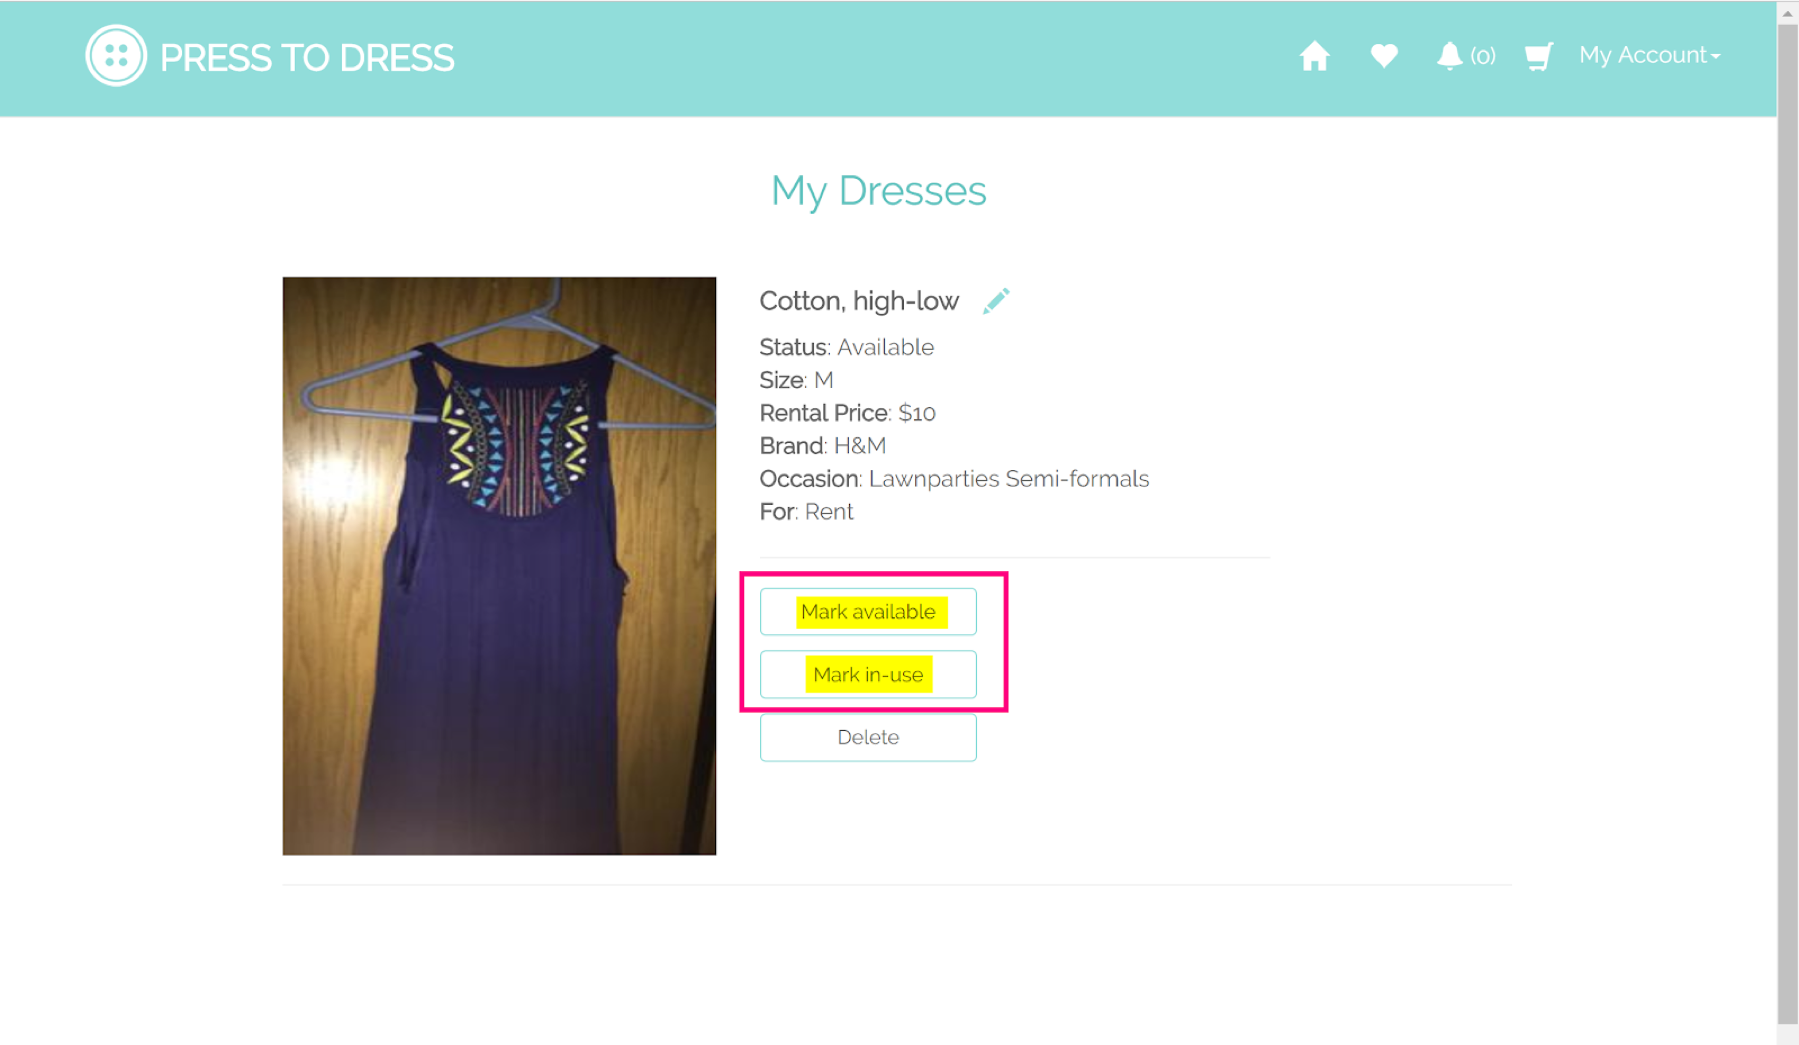 PRESS TO DRESS
(0)
My Account
My Dresses
Cotton, high-low
Status: Available
Size: M
Rental Price: $10
Brand: H&M
Occasion: Lawnparties Semi-formals
For: Rent
Mark available
Mark in-use
Delete